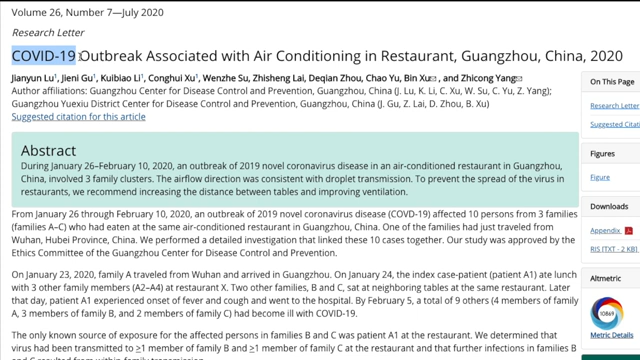 Volume 26, Number 7—July 2020
Research Letter
COVID-19 Outbreak Associated with Air Conditioning in Restaurant, Guangzhou, China, 2020
Jianyun Lu¹, Jieni Gu¹, Kuibiao Li¹, Conghui Xu¹, Wenzhe Su, Zhisheng Lai, Deqian Zhou, Chao Yu, Bin Xu, and Zhicong Yang
Author affiliations: Guangzhou Center for Disease Control and Prevention, Guangzhou, China (J. Lu, K. Li, C. Xu, W. Su, C. Yu, Z. Yang);
Guangzhou Yuexiu District Center for Disease Control and Prevention, Guangzhou, China (J. Gu, Z. Lai, D. Zhou, B. Xu)
Suggested citation for this article
Abstract
During January 26–February 10, 2020, an outbreak of 2019 novel coronavirus disease in an air-conditioned restaurant in Guangzhou,
China, involved 3 family clusters. The airflow direction was consistent with droplet transmission. To prevent the spread of the virus in
restaurants, we recommend increasing the distance between tables and improving ventilation.
From January 26 through February 10, 2020, an outbreak of 2019 novel coronavirus disease (COVD-19) affected 10 persons from 3 families
(families A–C) who had eaten at the same air-conditioned restaurant in Guangzhou, China. One of the families had just traveled from
Wuhan, Hubei Province, China. We performed a detailed investigation that linked these 10 cases together. Our study was approved by the
Ethics Committee of the Guangzhou Center for Disease Control and Prevention.
On January 23, 2020, family A traveled from Wuhan and arrived in Guangzhou. On January 24, the index case-patient (patient A1) ate lunch
with 3 other family members (A2–A4) at restaurant X. Two other families, B and C, sat at neighboring tables at the same restaurant. Later
that day, patient A1 experienced onset of fever and cough and went to the hospital. By February 5, a total of 9 others (4 members of family
A, 3 members of family B, and 2 members of family C) had become ill with COVID-19.
The only known source of exposure for the affected persons in families B and C was patient A1 at the restaurant. We determined that
virus had been transmitted to ≥1 member of family B and ≥1 member of family C at the restaurant and that further infections in families B
On This Page
Research Letter
Suggested Citati
Figures
Figure
Downloads
Appendix
RIS [TXT - 2 KB]
Altmetric
10869
Metric Details